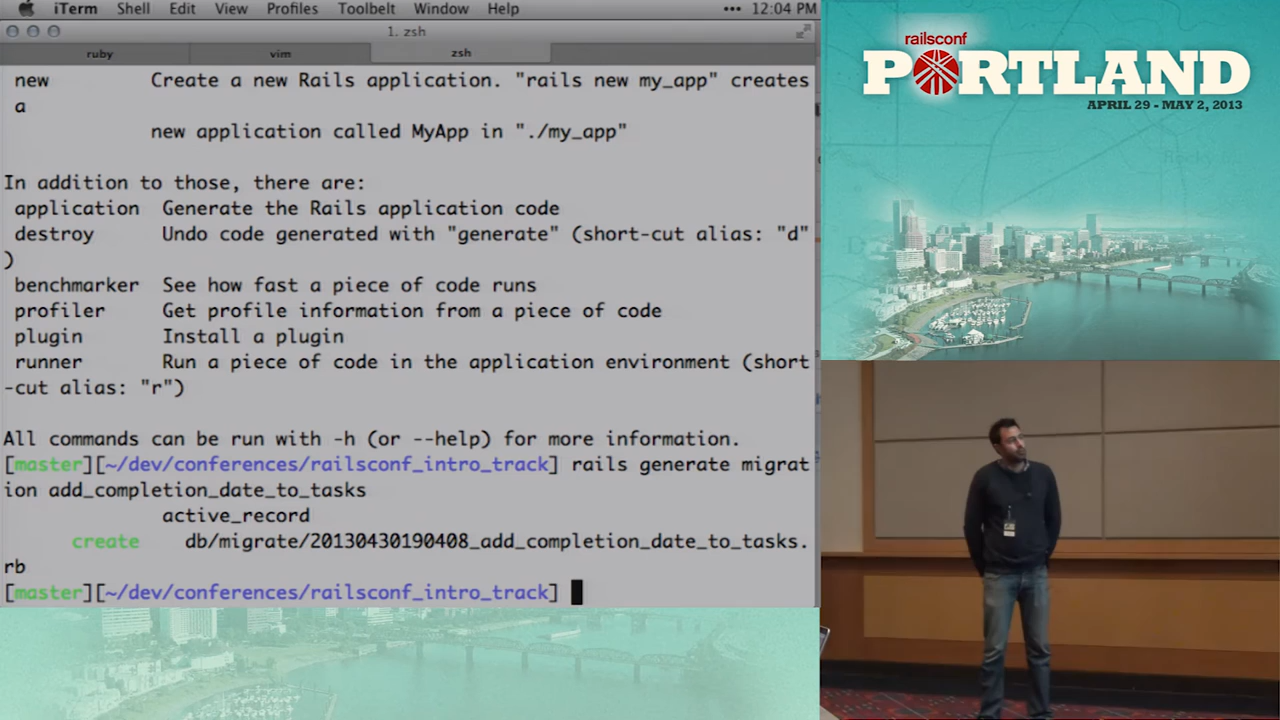 iTerm Shell Edit View Profiles Toolbelt Window Help ••• 12:04 PM
1. zsh
ruby vim zsh
new Create a new Rails application. "rails new my_app" creates
a
new application called MyApp in "./my_app"
In addition to those, there are:
application Generate the Rails application code
destroy Undo code generated with "generate" (short-cut alias: "d"
)
benchmarker See how fast a piece of code runs
profiler Get profile information from a piece of code
plugin Install a plugin
runner Run a piece of code in the application environment (short
-cut alias: "r")
All commands can be run with -h (or --help) for more information.
[master][~/dev/conferences/railsconf_intro_track] rails generate migrat
ion add_completion_date_to_tasks
active_record
create db/migrate/20130430190408_add_completion_date_to_tasks.
rb
[master][~/dev/conferences/railsconf_intro_track]
railsconf
PORTLAND
APRIL 29 - MAY 2, 2013